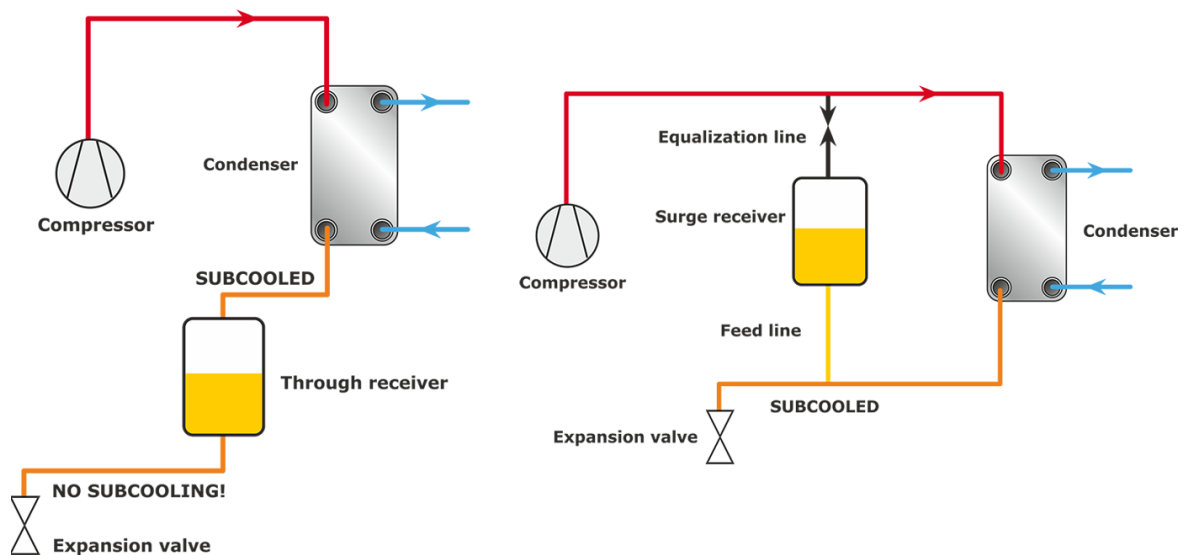 Condenser
Compressor
SUBCOOLED
Through receiver
NO SUBCOOLING!
Expansion valve
Equalization line
Surge receiver
Condenser
Compressor
Feed line
SUBCOOLED
Expansion valve